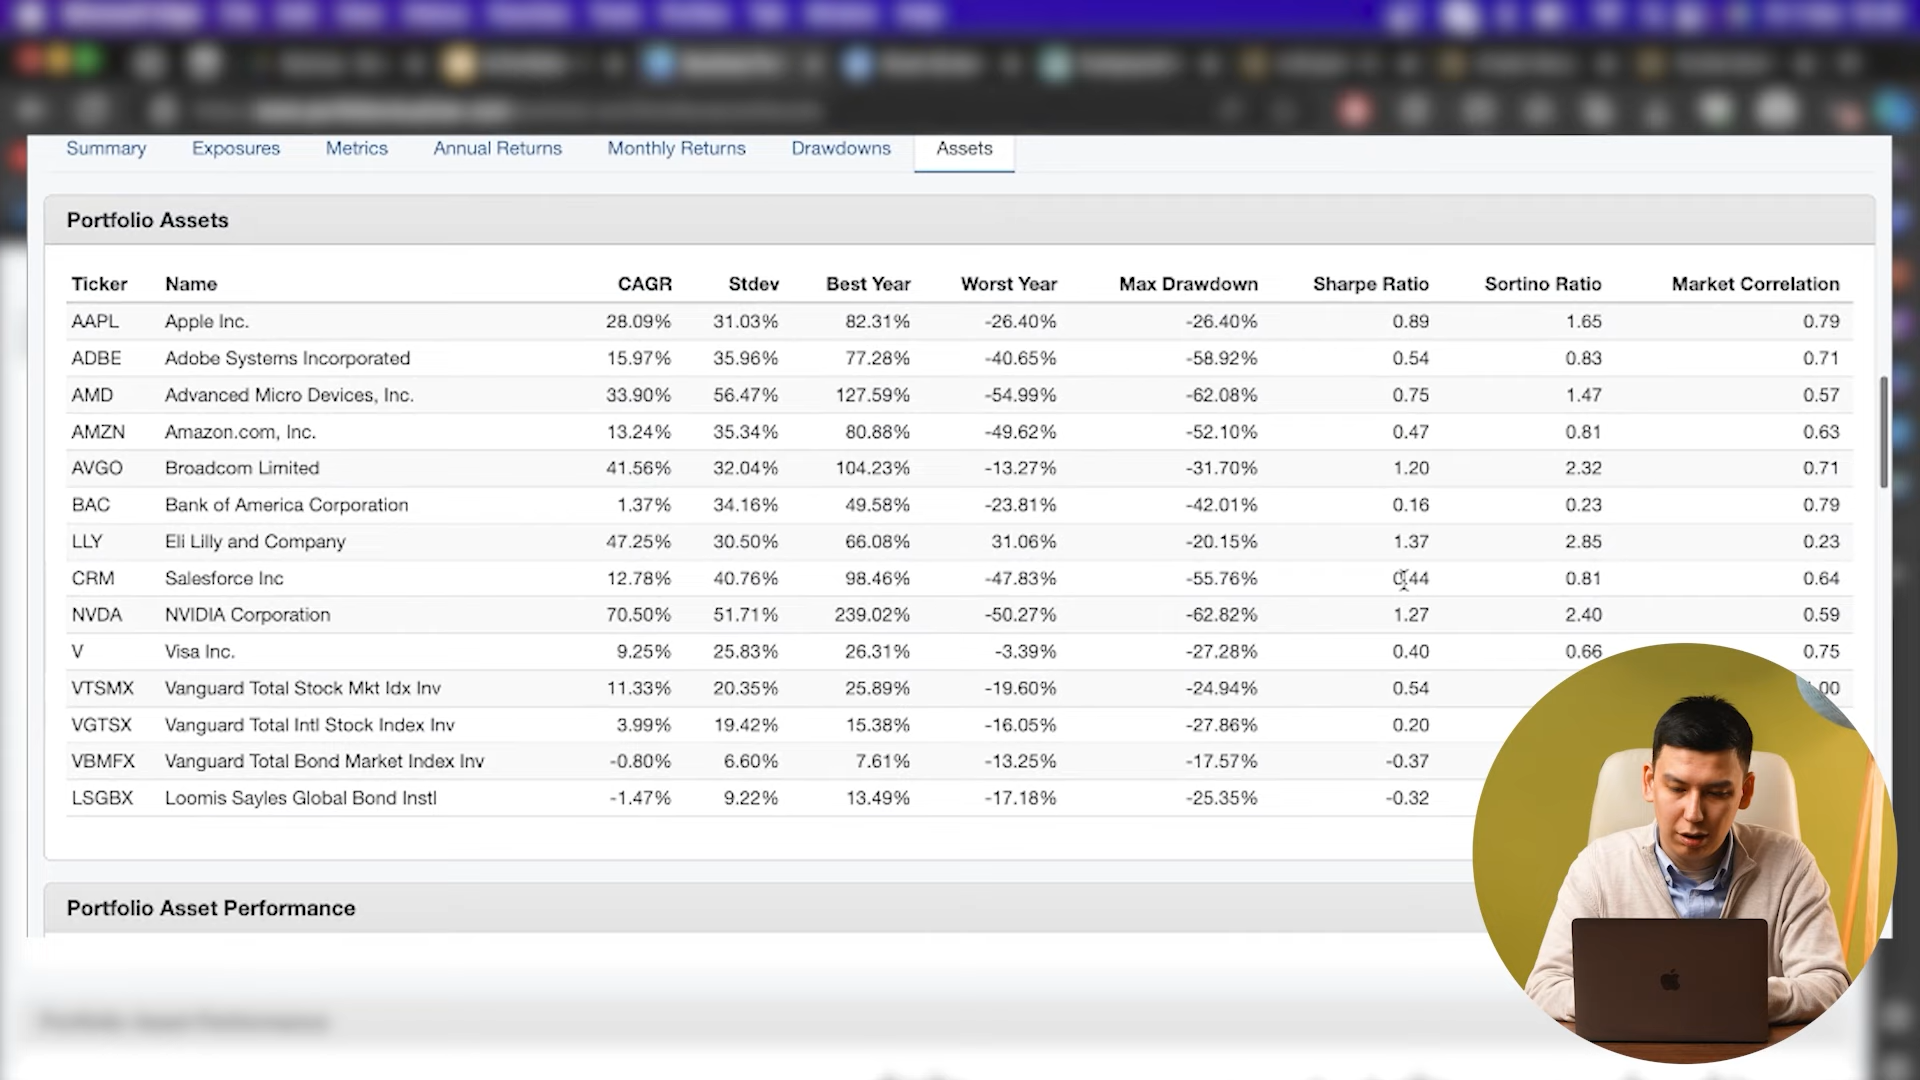 Summary Exposures Metrics Annual Returns Monthly Returns Drawdowns Assets
Portfolio Assets
Ticker Name CAGR Stdev Best Year Worst Year Max Drawdown Sharpe Ratio Sortino Ratio Market Correlation
AAPL Apple Inc. 28.09% 31.03% 82.31% -26.40% -26.40% 0.89 1.65 0.79
ADBE Adobe Systems Incorporated 15.97% 35.96% 77.28% -40.65% -58.92% 0.54 0.83 0.71
AMD Advanced Micro Devices, Inc. 33.90% 56.47% 127.59% -54.99% -62.08% 0.75 1.47 0.57
AMZN Amazon.com, Inc. 13.24% 35.34% 80.88% -49.62% -52.10% 0.47 0.81 0.63
AVGO Broadcom Limited 41.56% 32.04% 104.23% -13.27% -31.70% 1.20 2.32 0.71
BAC Bank of America Corporation 1.37% 34.16% 49.58% -23.81% -42.01% 0.16 0.23 0.79
LLY Eli Lilly and Company 47.25% 30.50% 66.08% 31.06% -20.15% 1.37 2.85 0.23
CRM Salesforce Inc 12.78% 40.76% 98.46% -47.83% -55.76% 0.44 0.81 0.64
NVDA NVIDIA Corporation 70.50% 51.71% 239.02% -50.27% -62.82% 1.27 2.40 0.59
V Visa Inc. 9.25% 25.83% 26.31% -3.39% -27.28% 0.40 0.66 0.75
VTSMX Vanguard Total Stock Mkt Idx Inv 11.33% 20.35% 25.89% -19.60% -24.94% 0.54
VGTSX Vanguard Total Intl Stock Index Inv 3.99% 19.42% 15.38% -16.05% -27.86% 0.20
VBMFX Vanguard Total Bond Market Index Inv -0.80% 6.60% 7.61% -13.25% -17.57% -0.37
LSGBX Loomis Sayles Global Bond Instl -1.47% 9.22% 13.49% -17.18% -25.35% -0.32
Portfolio Asset Performance